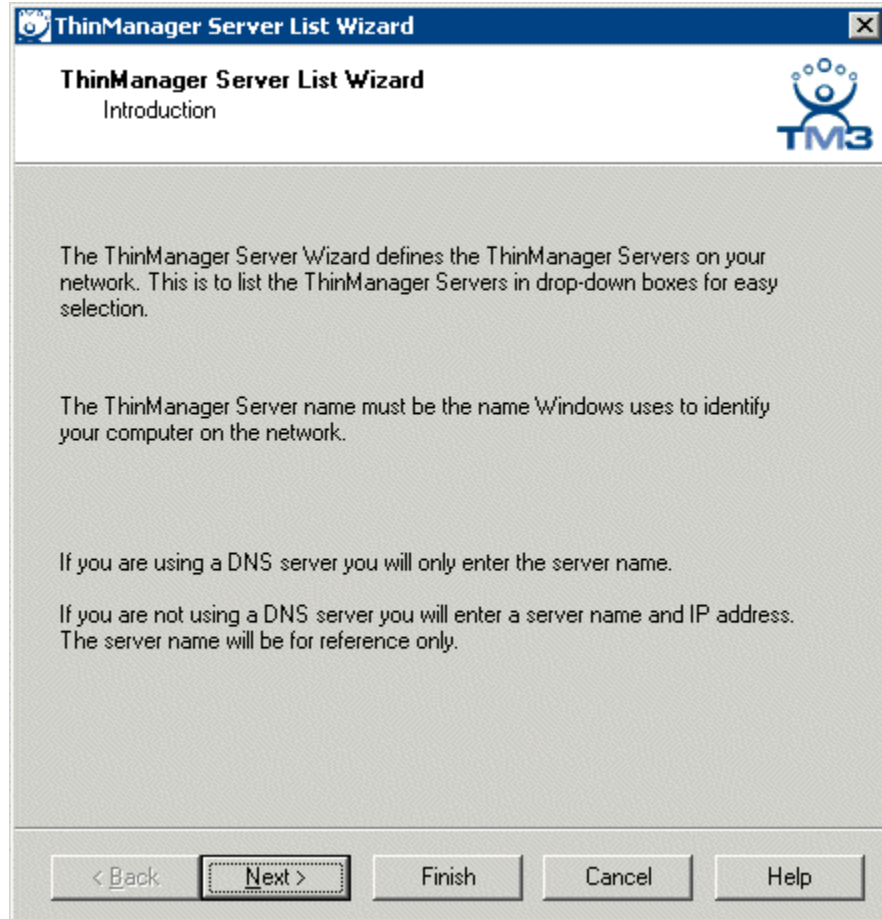 ThinManager Server List Wizard
ThinManager Server List Wizard
Introduction
TM3
The ThinManager Server Wizard defines the ThinManager Servers on your
network. This is to list the ThinManager Servers in drop-down boxes for easy
selection.
The ThinManager Server name must be the name Windows uses to identify
your computer on the network.
If you are using a DNS server you will only enter the server name.
If you are not using a DNS server you will enter a server name and IP address.
The server name will be for reference only.
< Back Next > Finish Cancel Help